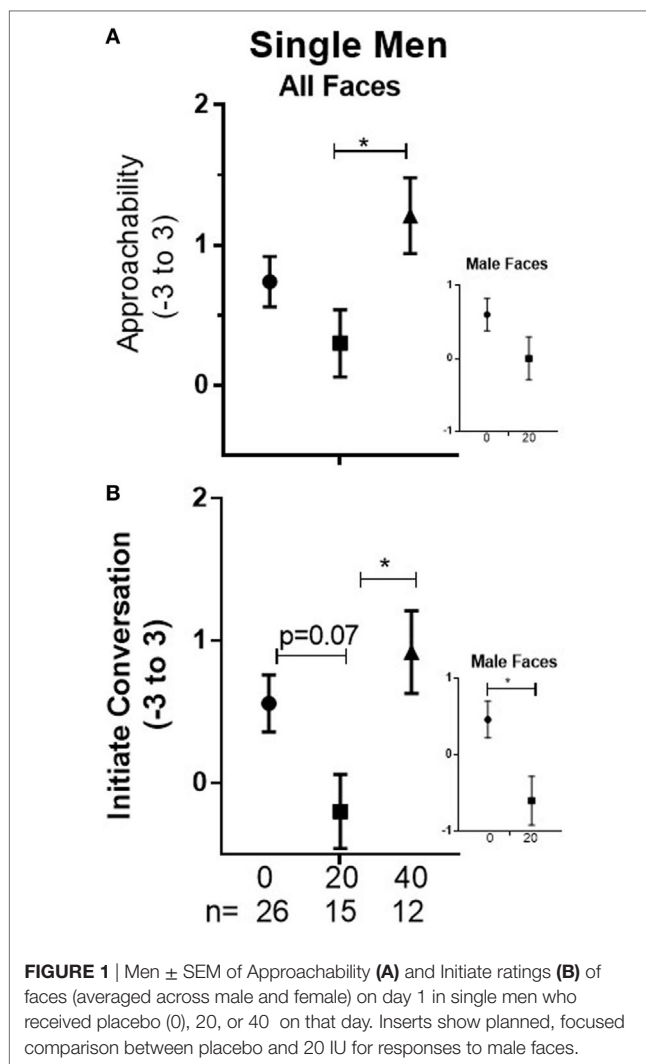 A
Single Men
All Faces
Approachability
(-3 to 3)
2
1
0
*
Male Faces
1
0
-1
0 20
B
Initiate Conversation
(-3 to 3)
2
1
0
p=0.07
*
Male Faces
*
1
0
-1
0 20
0 20 40
n= 26 15 12
FIGURE 1 | Men ± SEM of Approachability (A) and Initiate ratings (B) of
faces (averaged across male and female) on day 1 in single men who
received placebo (0), 20, or 40 on that day. Inserts show planned, focused
comparison between placebo and 20 IU for responses to male faces.